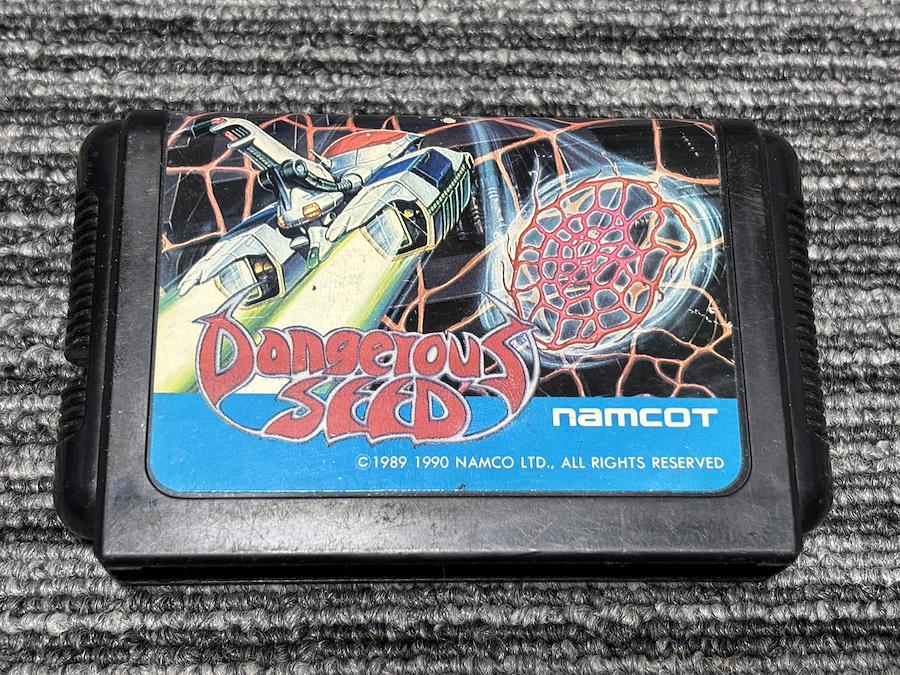 Dangerous
SEED
namcot
©1989 1990 NAMCO LTD., ALL RIGHTS RESERVED